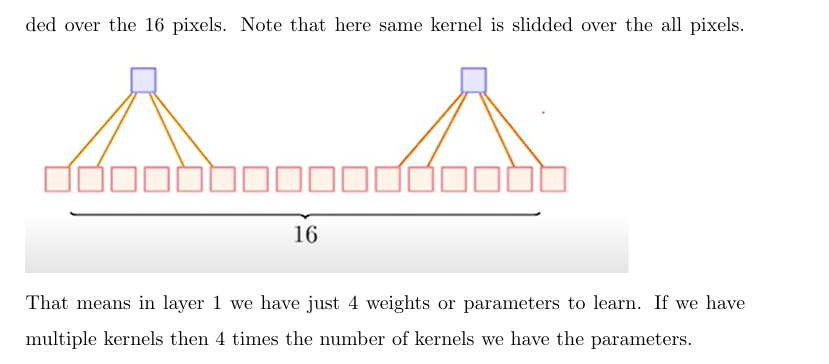 ded over the 16 pixels. Note that here same kernel is slidded over the all pixels.
16
That means in layer 1 we have just 4 weights or parameters to learn. If we have
multiple kernels then 4 times the number of kernels we have the parameters.